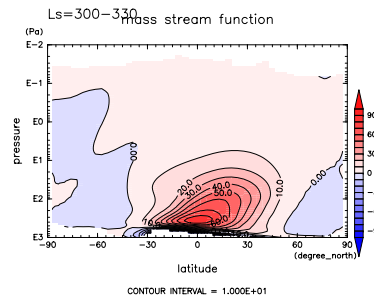 Ls=300-330
mass stream function
(Pa)
E-2
E-1
E0
E1
E2
E3
pressure
-90 -60 -30 0 30 60 90
(degree_north)
latitude
0.00
20.0
40.0
50.0
10.0
0.00
90
60
30
0
CONTOUR INTERVAL = 1.000E+01